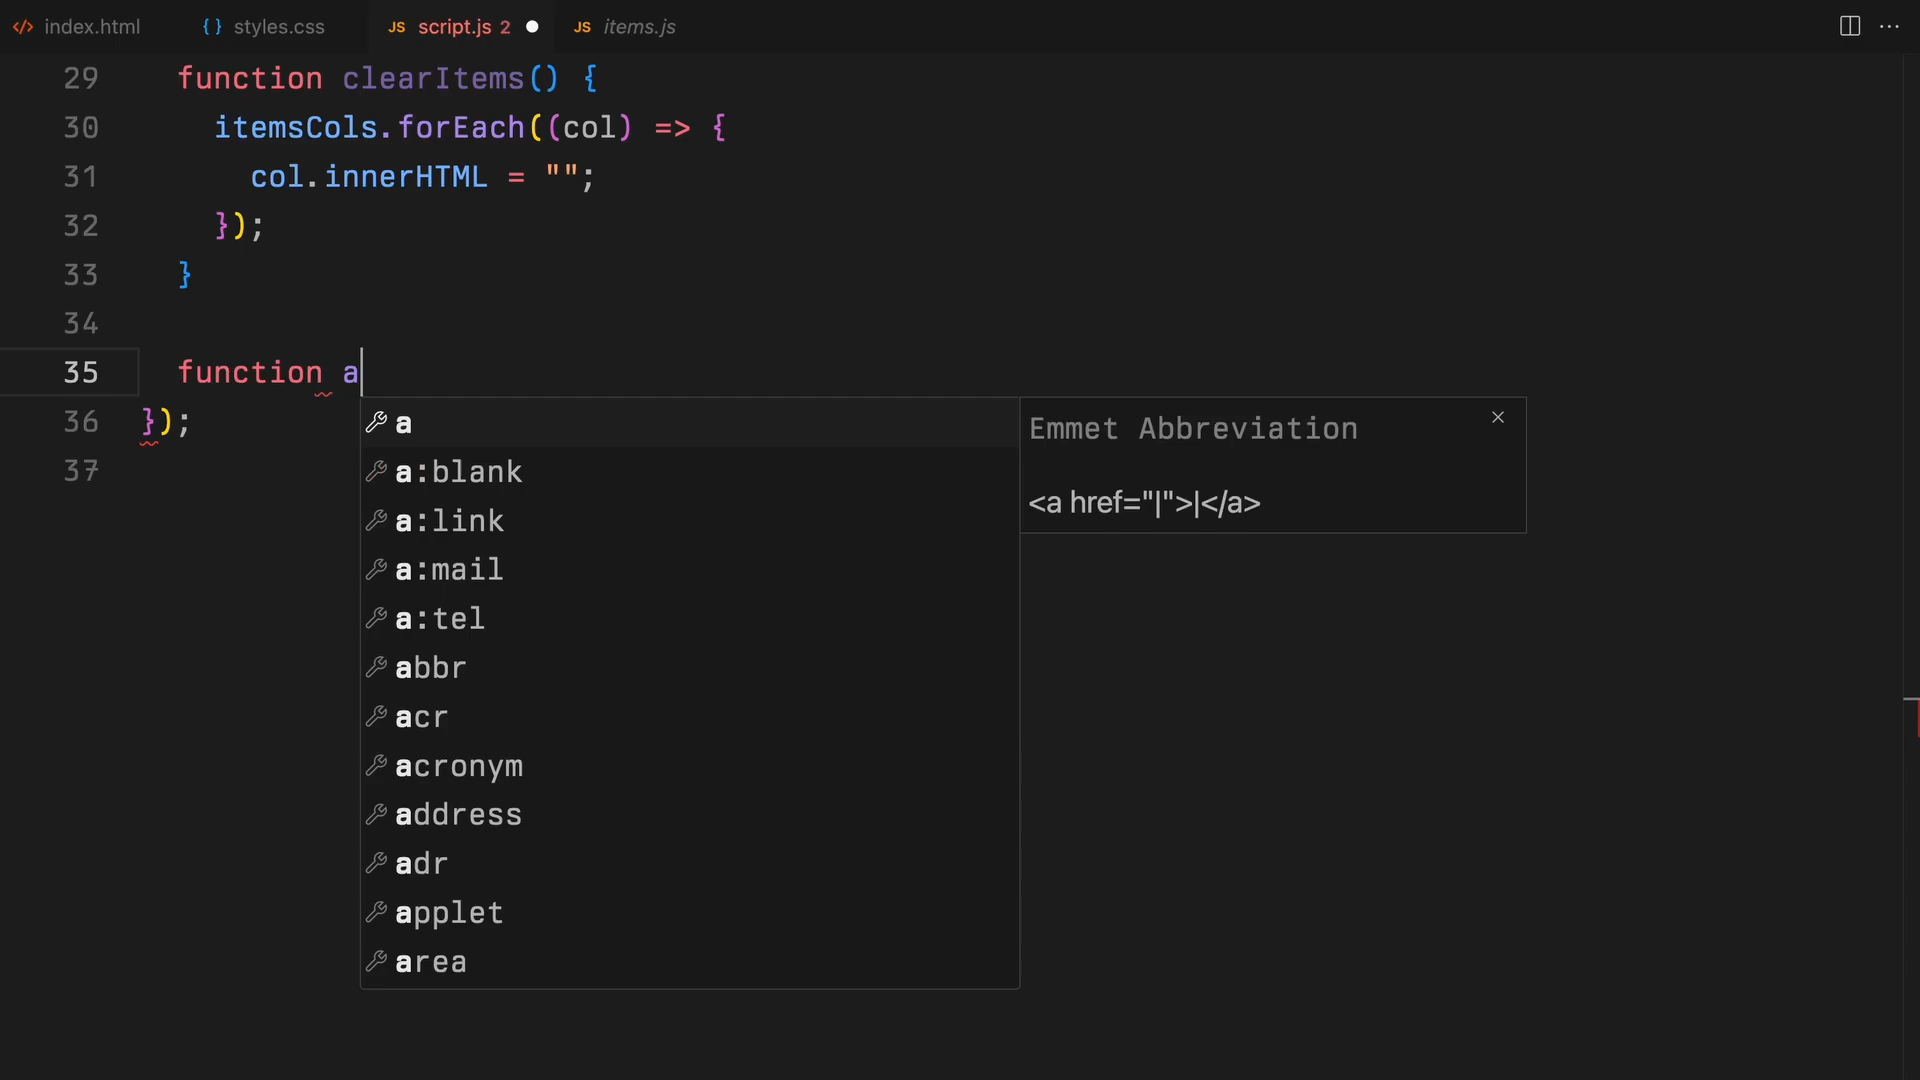 index.html
{ } styles.css
JS script.js 2
JS items.js
29 function clearItems() {
30 itemsCols.forEach((col) => {
31 col.innerHTML = "";
32 });
33 }
34
35 function a
36 });
37
a
a:blank
a:link
a:mail
a:tel
abbr
acr
acronym
address
adr
applet
area
Emmet Abbreviation
<a href="|">|</a>